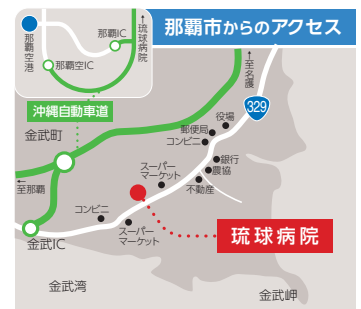 那覇市からのアクセス
那覇IC
那覇空港
那覇空IC
↑琉球病院
沖縄自動車道
金武町
↑至名護
329
役場
郵便局
コンビニ
銀行
農協
不動産
スーパー
マーケット
←
至那覇
コンビニ
スーパー
マーケット
琉球病院
金武IC
金武湾
金武岬